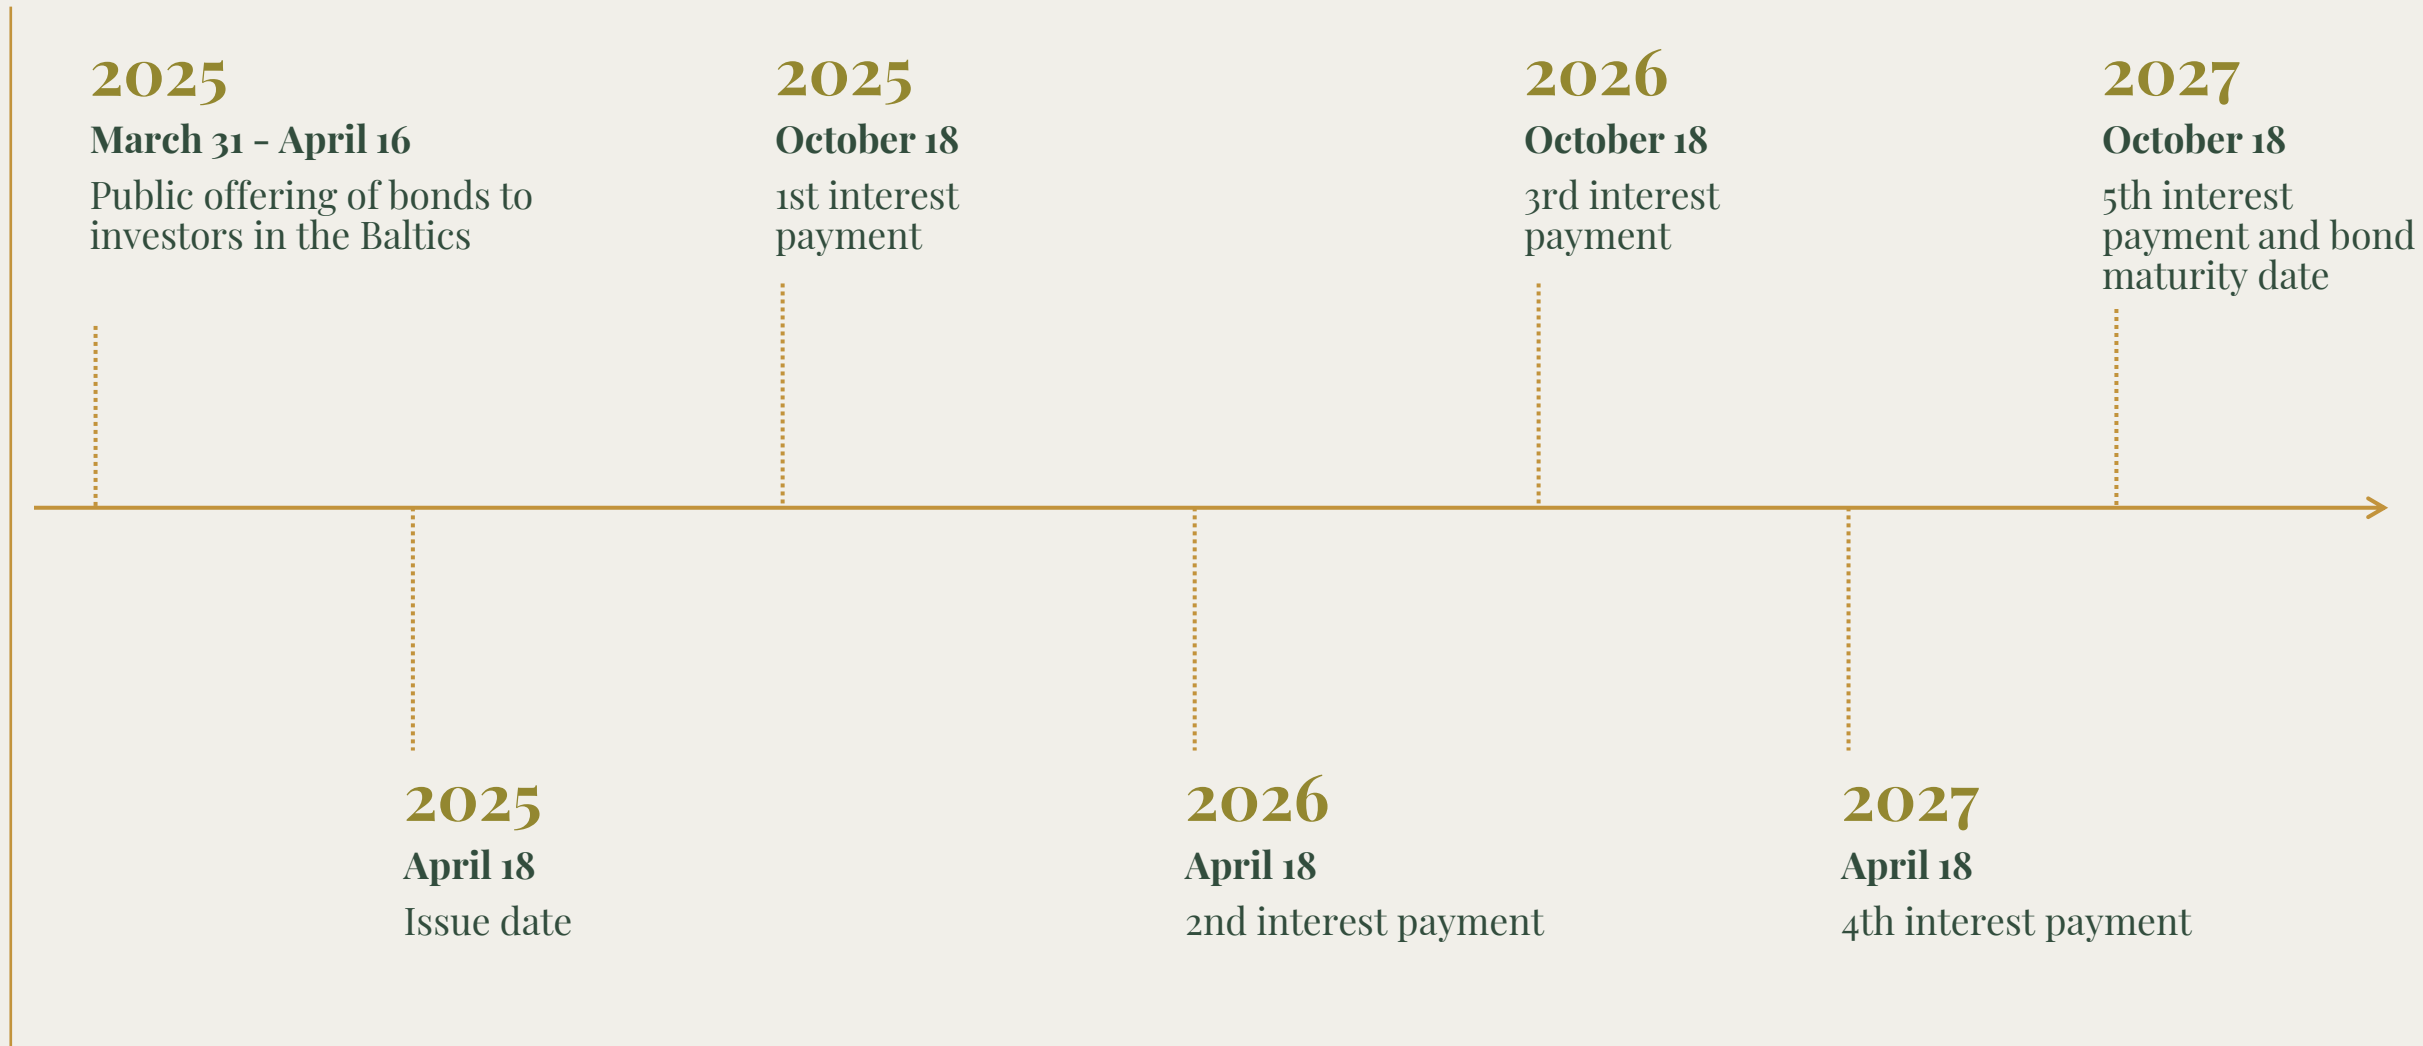 2025
March 31 - April 16
Public offering of bonds to
investors in the Baltics
2025
October 18
1st interest
payment
2026
October 18
3rd interest
payment
2027
October 18
5th interest
payment and bond
maturity date
2025
April 18
Issue date
2026
April 18
2nd interest payment
2027
April 18
4th interest payment